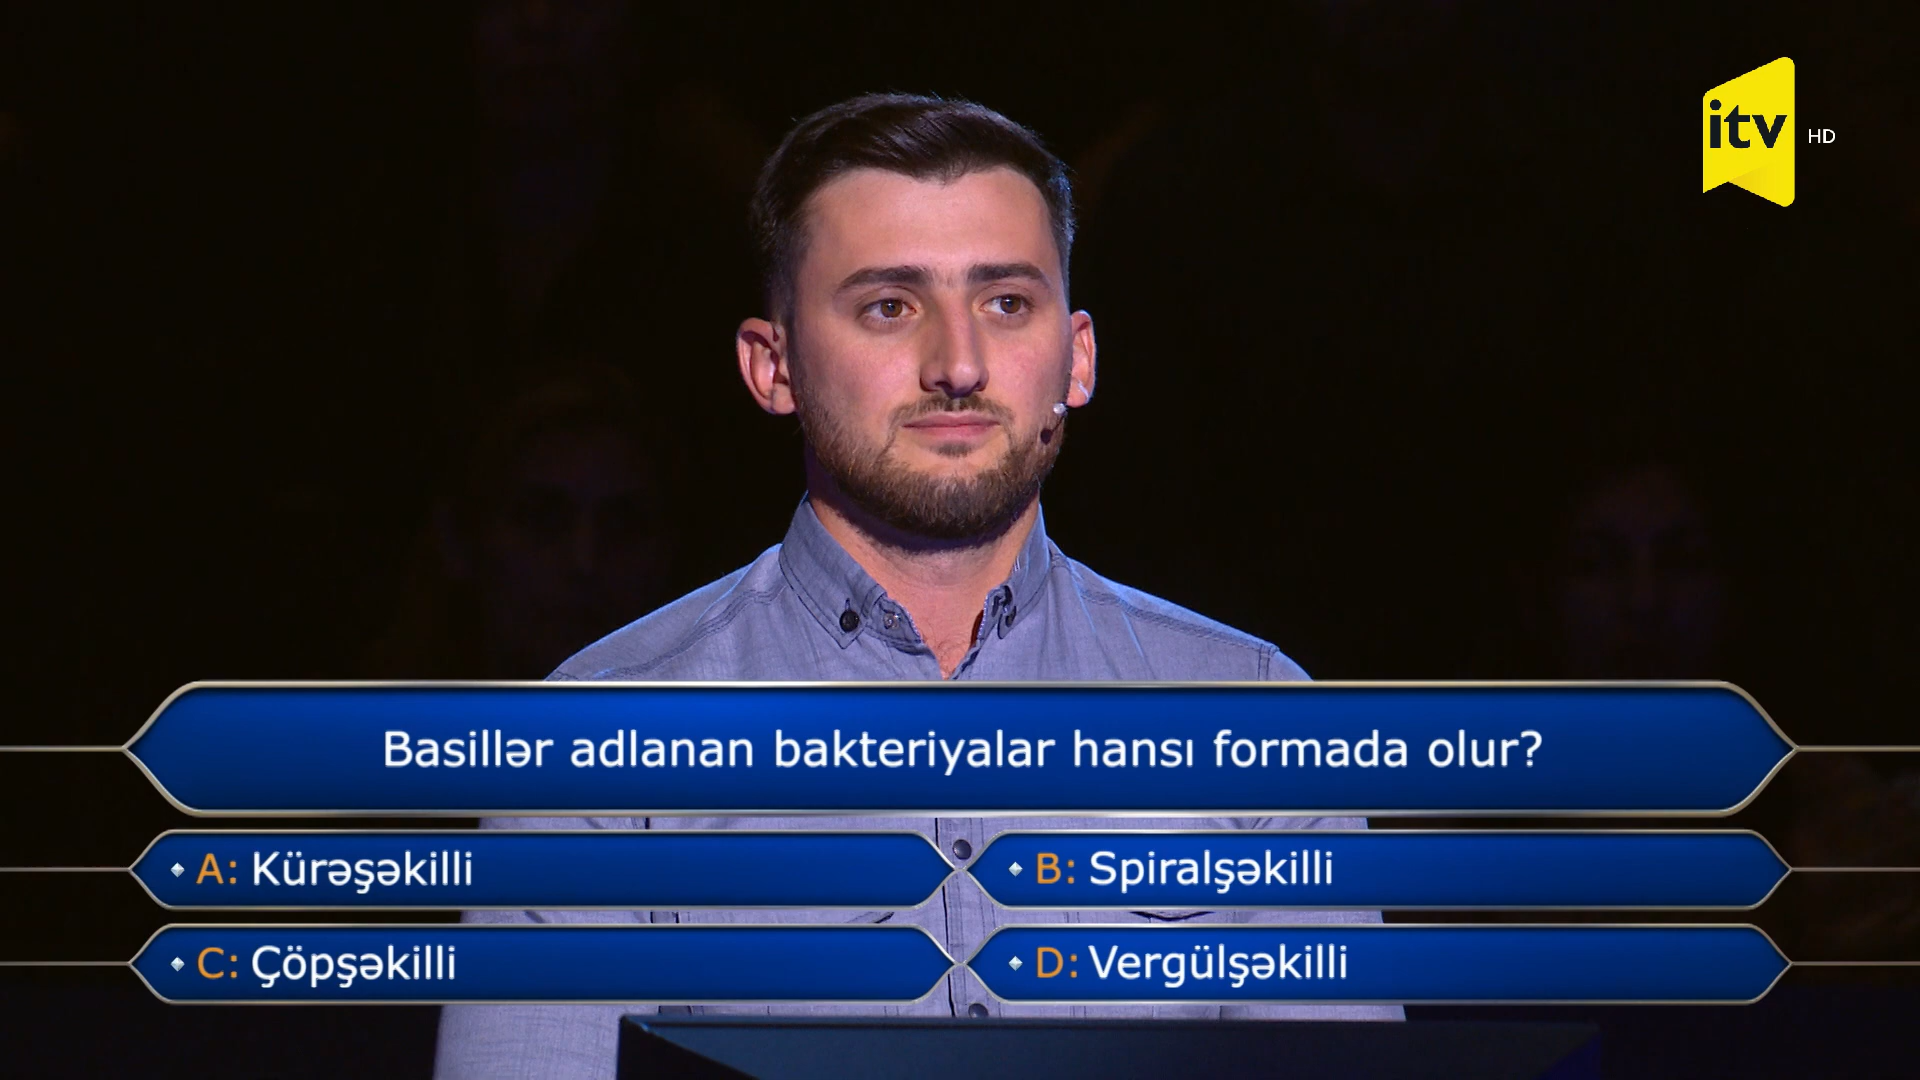 itv HD
Basillər adlanan bakteriyalar hansı formada olur?
A: Kürəşəkilli
B: Spiralşəkilli
C: Çöpşəkilli
D: Vergülşəkilli